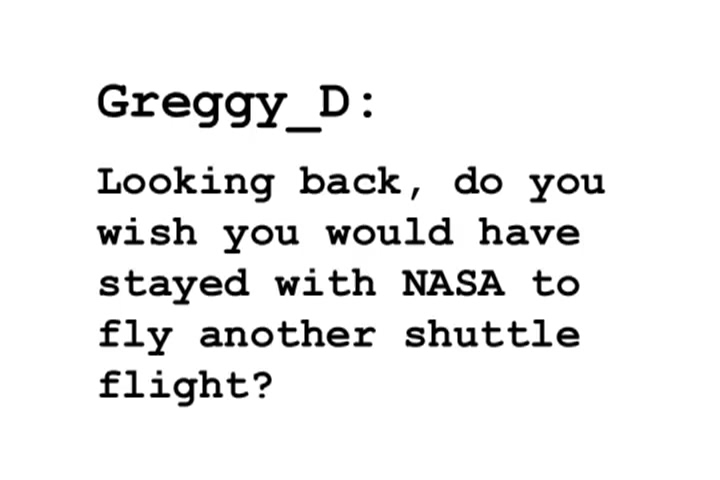 Greggy_D:
Looking back, do you
wish you would have
stayed with NASA to
fly another shuttle
flight?